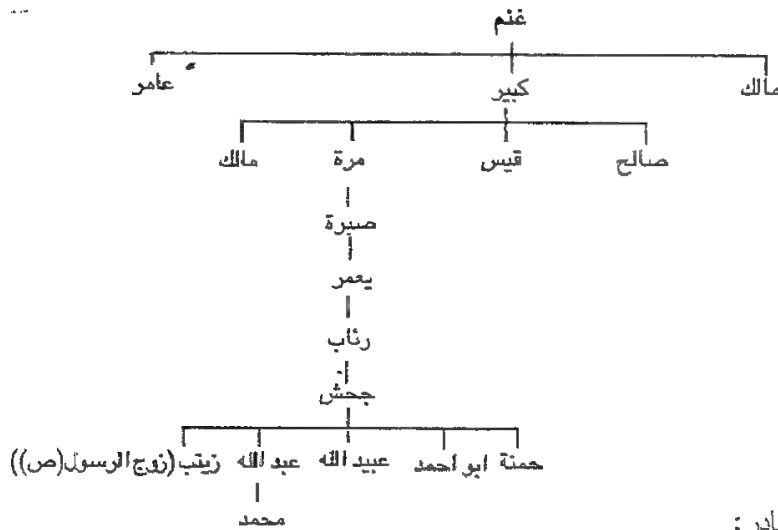 غنم
مالك كبير عامر
صالح قيس مرة مالك
صيرة
يعمر
رئاب
جحش
حمنة ابو احمد عبيد الله عبد الله زينب (زوج الرسول (ص))
محمد